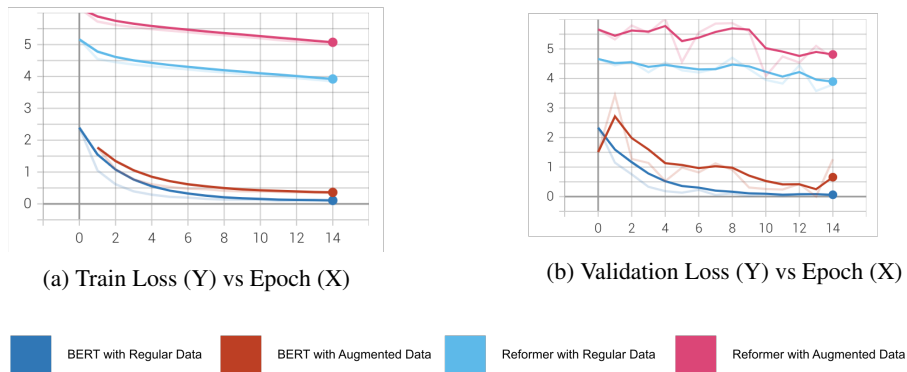 5
4
3
2
1
0
0 2 4 6 8 10 12 14
(a) Train Loss (Y) vs Epoch (X)
5
4
3
2
1
0
0 2 4 6 8 10 12 14
(b) Validation Loss (Y) vs Epoch (X)
BERT with Regular Data
BERT with Augmented Data
Reformer with Regular Data
Reformer with Augmented Data